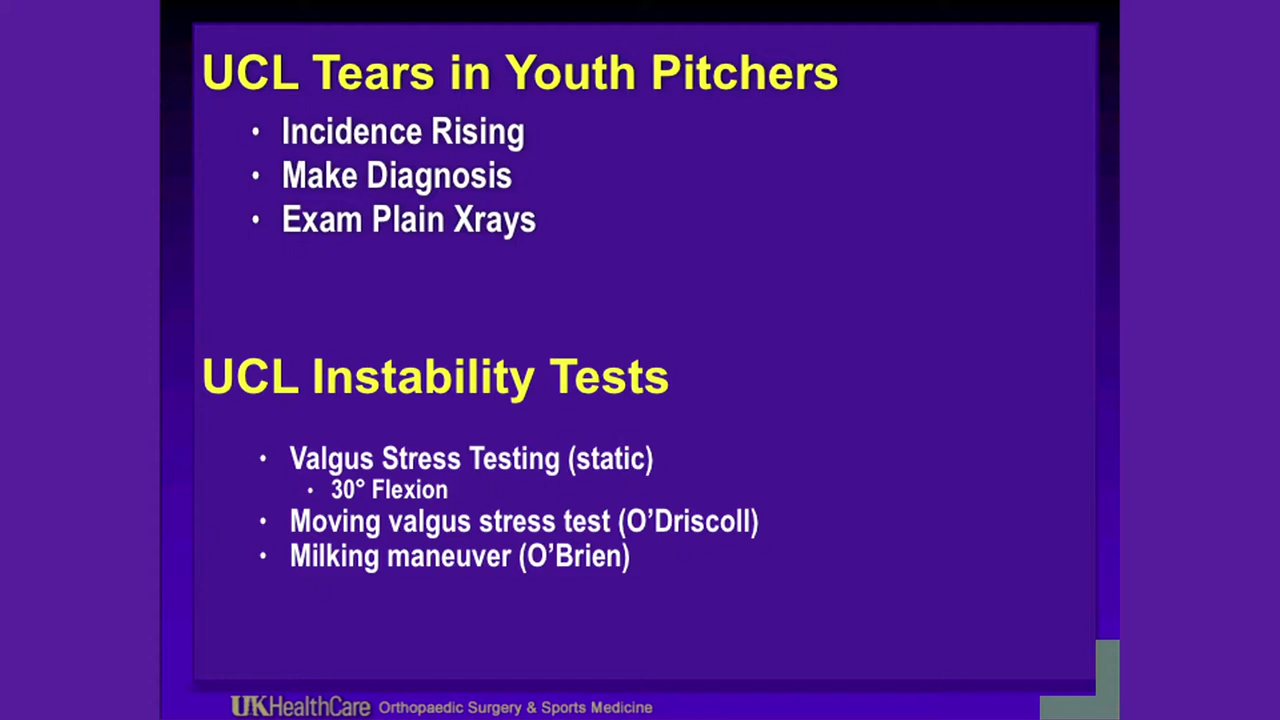 UCL Tears in Youth Pitchers
• Incidence Rising
• Make Diagnosis
• Exam Plain Xrays
UCL Instability Tests
• Valgus Stress Testing (static)
• 30° Flexion
• Moving valgus stress test (O’Driscoll)
• Milking maneuver (O’Brien)
UKHealthCare Orthopaedic Surgery & Sports Medicine